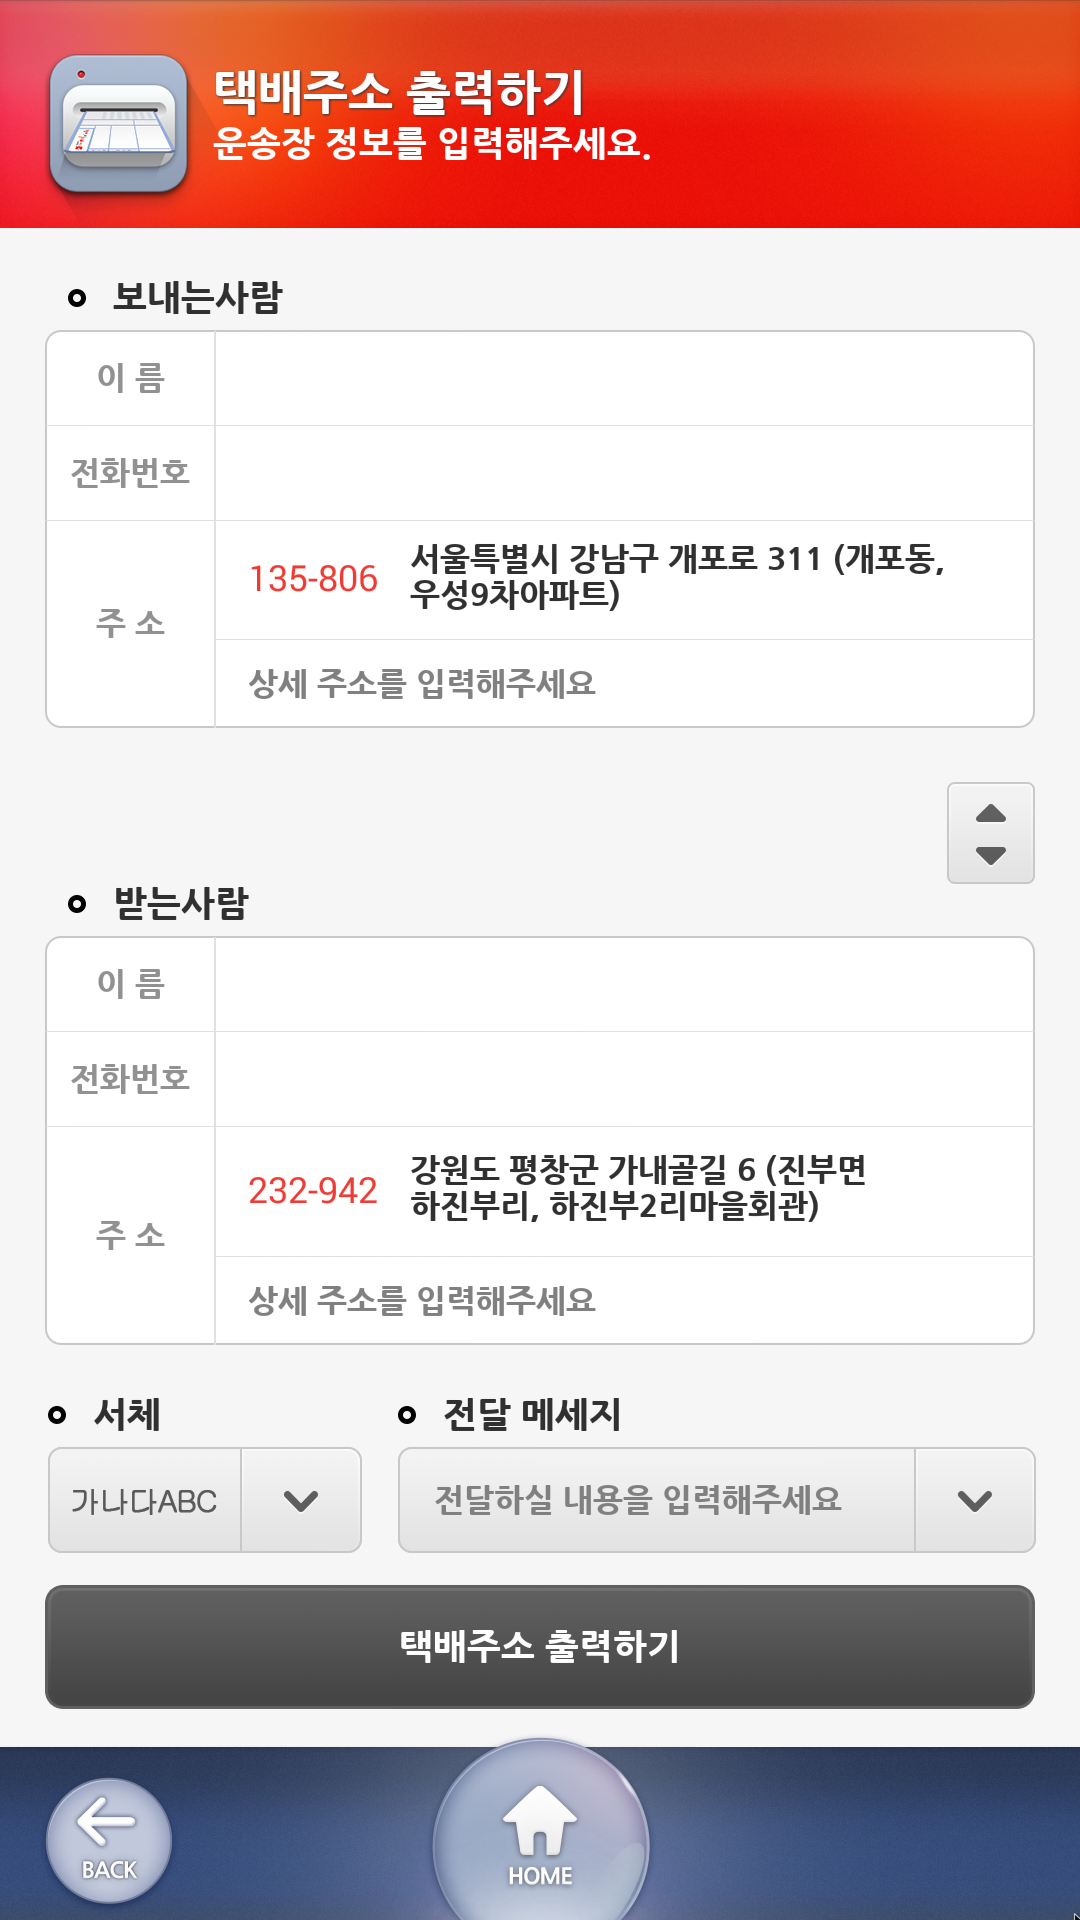 택배주소 출력하기
운송장 정보를 입력해주세요.
보내는사람
이 름
전화번호
주 소
135-806
서울특별시 강남구 개포로 311 (개포동,
우성9차아파트)
상세 주소를 입력해주세요
받는사람
이 름
전화번호
주 소
232-942
강원도 평창군 가내골길 6 (진부면
하진부리, 하진부2리마을회관)
상세 주소를 입력해주세요
서체
전달 메세지
가나다ABC
전달하실 내용을 입력해주세요
택배주소 출력하기
BACK
HOME